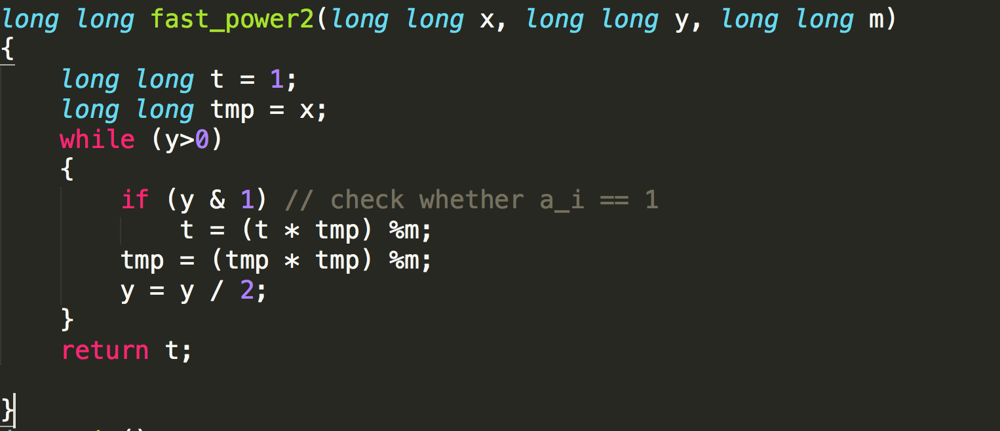 long long fast_power2(long long x, long long y, long long m)
{
    long long t = 1;
    long long tmp = x;
    while (y>0)
    {
        if (y & 1) // check whether a_i == 1
            t = (t * tmp) %m;
        tmp = (tmp * tmp) %m;
        y = y / 2;
    }
    return t;
}